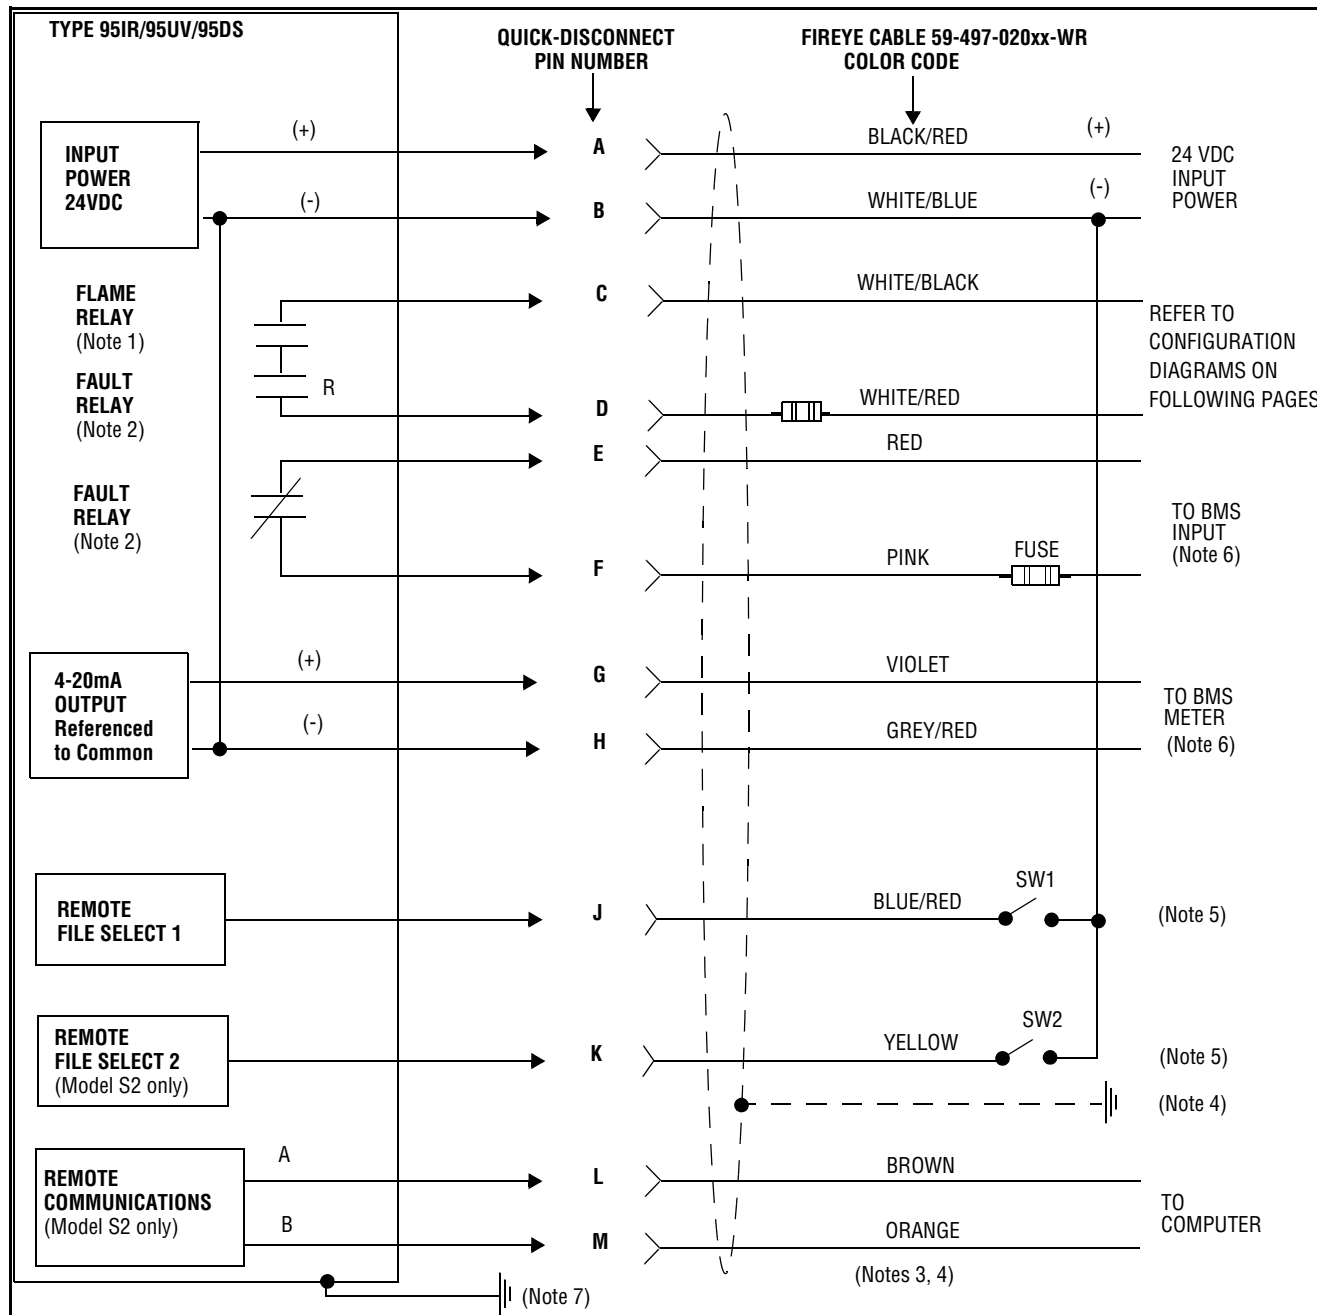 TYPE 95IR/95UV/95DS
QUICK-DISCONNECT
PIN NUMBER
FIREYE CABLE 59-497-020xx-WR
COLOR CODE
INPUT
POWER
24VDC
(+)
A
BLACK/RED
(+)
24 VDC
INPUT
POWER
(-)
B
WHITE/BLUE
(-)
FLAME
RELAY
(Note 1)
C
WHITE/BLACK
REFER TO
CONFIGURATION
DIAGRAMS ON
FOLLOWING PAGES
FAULT
RELAY
(Note 2)
R
D
WHITE/RED
E
RED
FAULT
RELAY
(Note 2)
TO BMS
INPUT
(Note 6)
F
PINK
FUSE
4-20mA
OUTPUT
Referenced
to Common
(+)
G
VIOLET
TO BMS
METER
(Note 6)
(-)
H
GREY/RED
REMOTE
FILE SELECT 1
J
BLUE/RED
SW1
(Note 5)
REMOTE
FILE SELECT 2
(Model S2 only)
K
YELLOW
SW2
(Note 5)
(Note 4)
REMOTE
COMMUNICATIONS
(Model S2 only)
A
L
BROWN
TO
COMPUTER
B
M
ORANGE
(Notes 3, 4)
(Note 7)